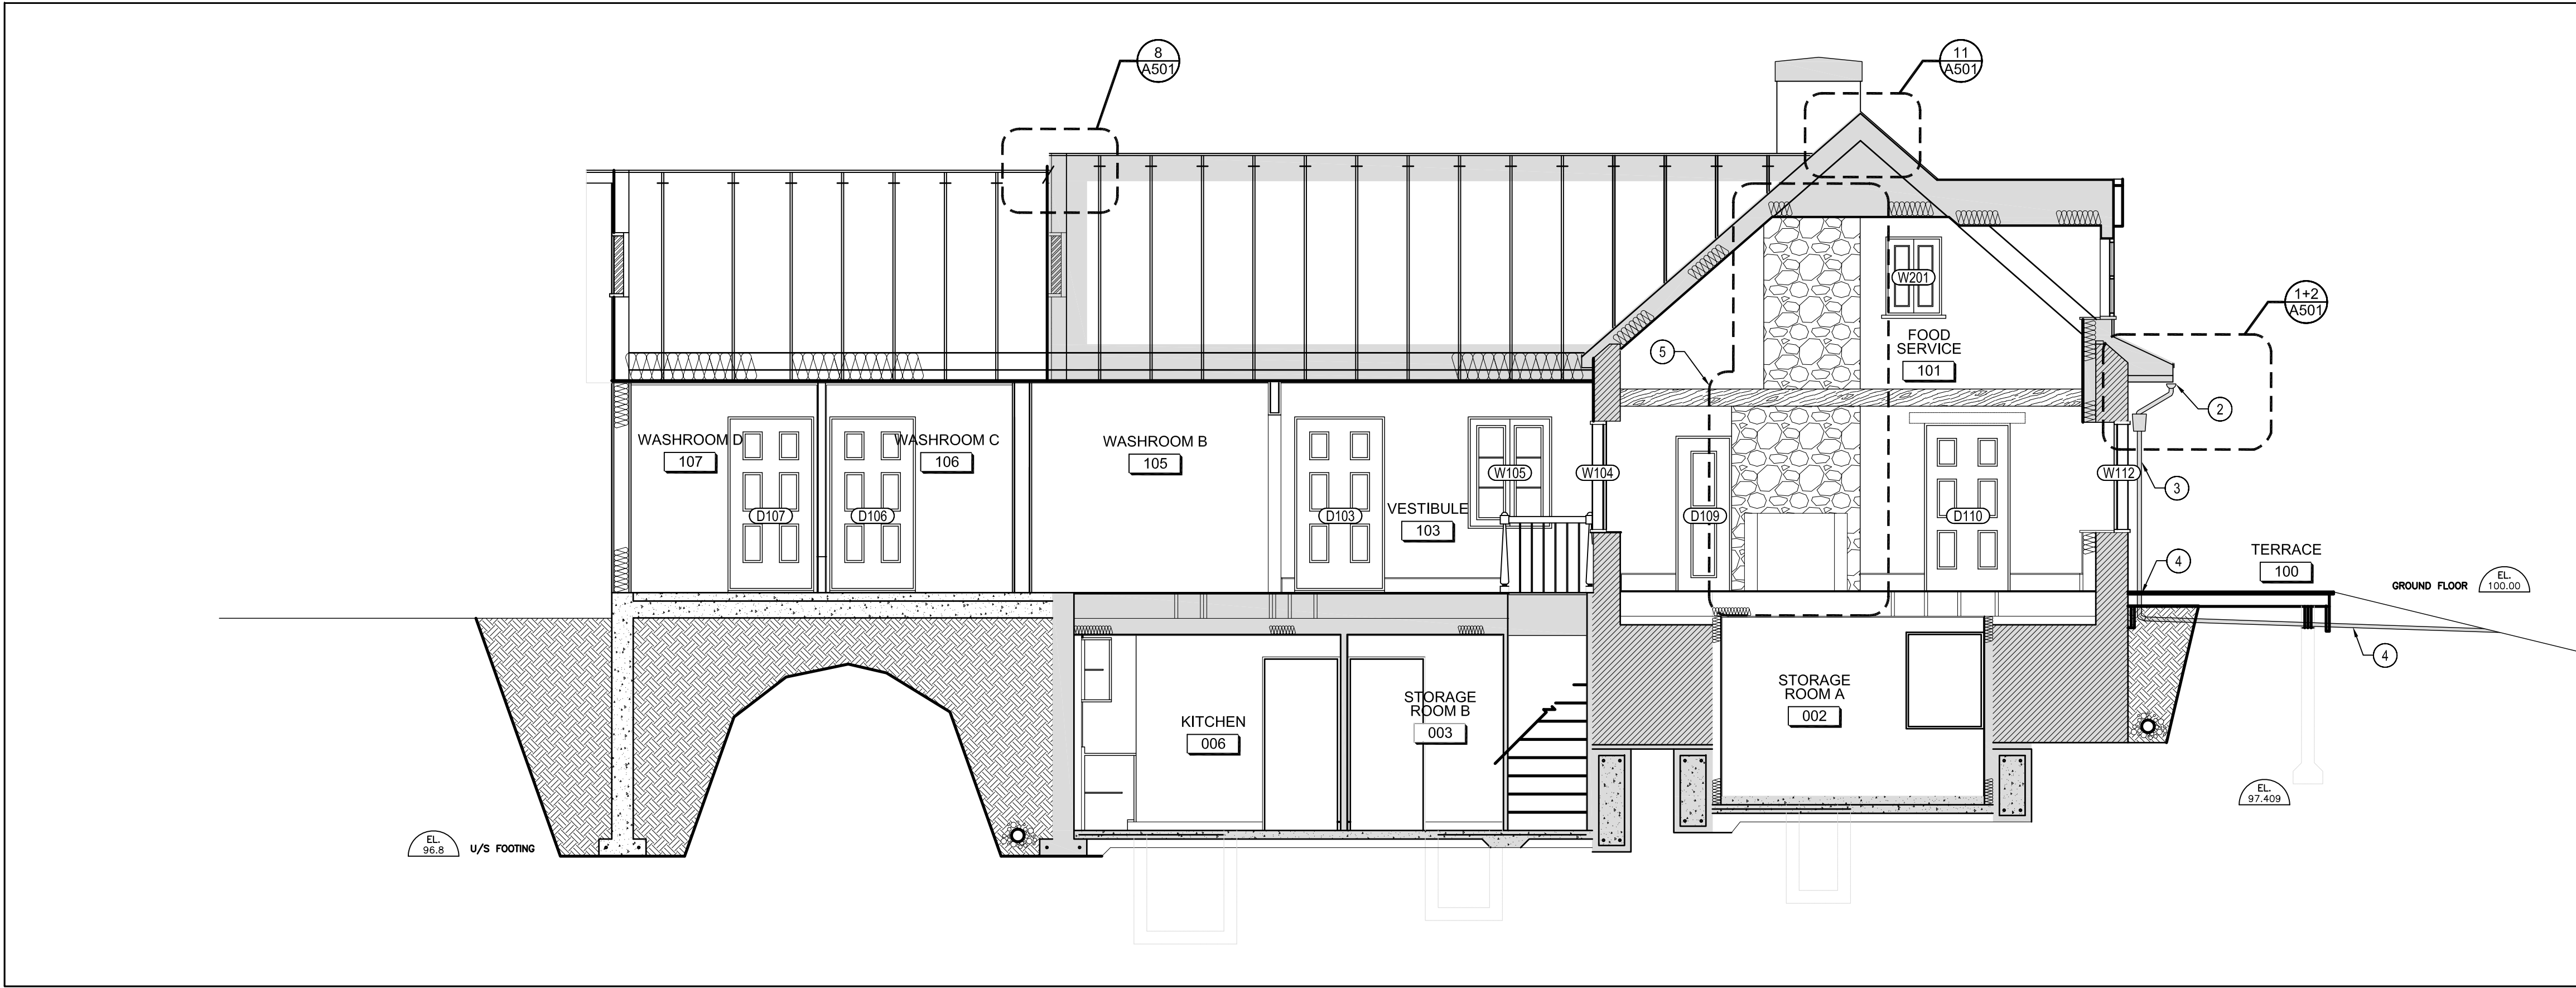 8
A501
11
A501
1+2
A501
W201
FOOD
SERVICE
101
5
2
WASHROOM D
107
WASHROOM C
106
WASHROOM B
105
W105
W104
W112
3
D107
D106
D103
VESTIBULE
103
D109
D110
4
TERRACE
100
GROUND FLOOR
EL.
100.00
4
STORAGE
ROOM A
002
STORAGE
ROOM B
003
KITCHEN
006
EL.
97.409
EL.
96.8
U/S FOOTING